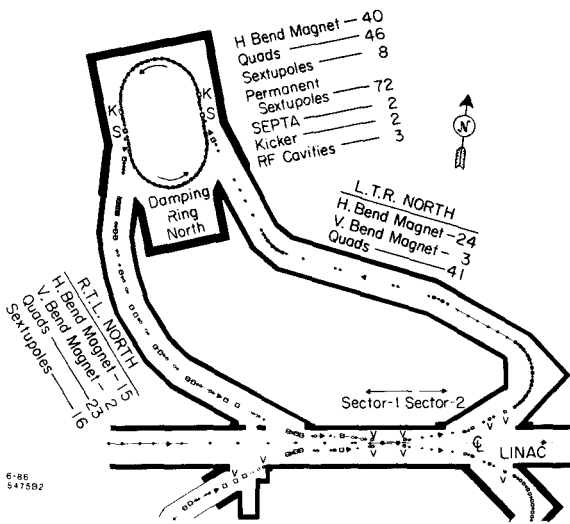 H Bend Magnet — 40
Quads — 46
Sextupoles — 8
Permanent
Sextupoles — 72
SEPTA — 2
Kicker — 2
RF Cavities — 3
N
K
S
K
S
Damping
Ring
North
L.T.R. NORTH
H. Bend Magnet — 24
V. Bend Magnet — 3
Quads — 41
R.T.L. NORTH
H. Bend Magnet — 15
V. Bend Magnet — 2
Quads — 23
Sextupoles — 16
Sector-1 Sector-2
V V
V V
V V
V V
℄ LINAC
V V
6-86
5475B2